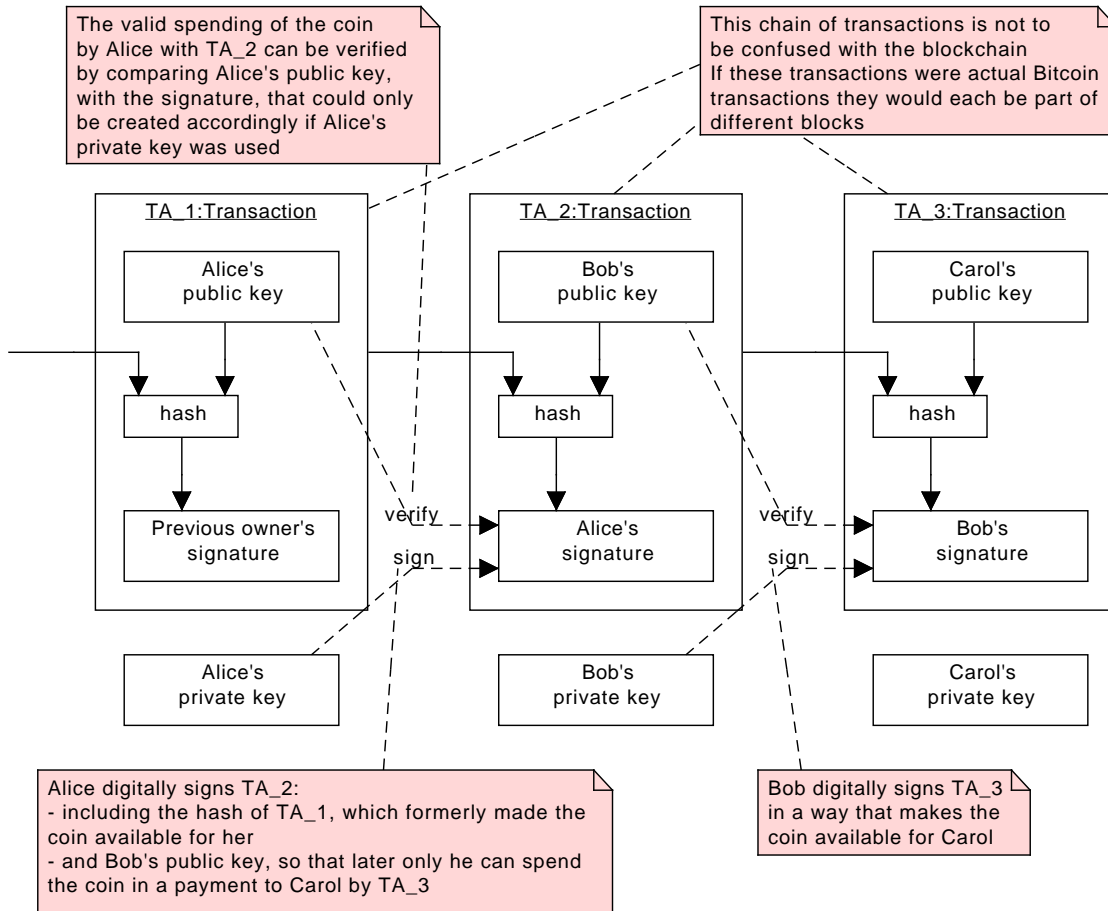 The valid spending of the coin
by Alice with TA_2 can be verified
by comparing Alice's public key,
with the signature, that could only
be created accordingly if Alice's
private key was used
This chain of transactions is not to
be confused with the blockchain
If these transactions were actual Bitcoin
transactions they would each be part of
different blocks
TA_1:Transaction
Alice's
public key
hash
Previous owner's
signature
TA_2:Transaction
Bob's
public key
hash
verify
Alice's
signature
sign
TA_3:Transaction
Carol's
public key
hash
verify
Bob's
signature
sign
Alice's
private key
Bob's
private key
Carol's
private key
Alice digitally signs TA_2:
- including the hash of TA_1, which formerly made the
coin available for her
- and Bob's public key, so that later only he can spend
the coin in a payment to Carol by TA_3
Bob digitally signs TA_3
in a way that makes the
coin available for Carol